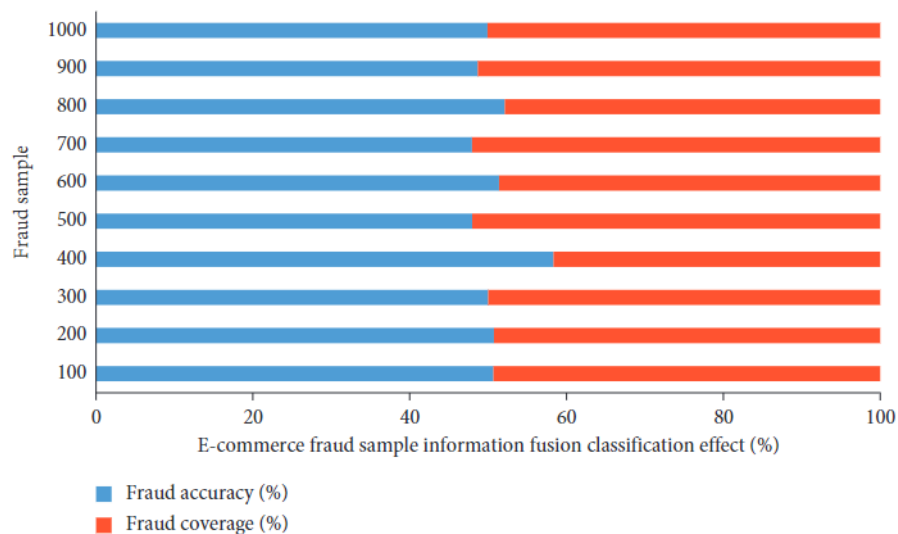 1000
900
800
700
600
500
400
300
200
100
Fraud sample
0 20 40 60 80 100
E-commerce fraud sample information fusion classification effect (%)
Fraud accuracy (%)
Fraud coverage (%)